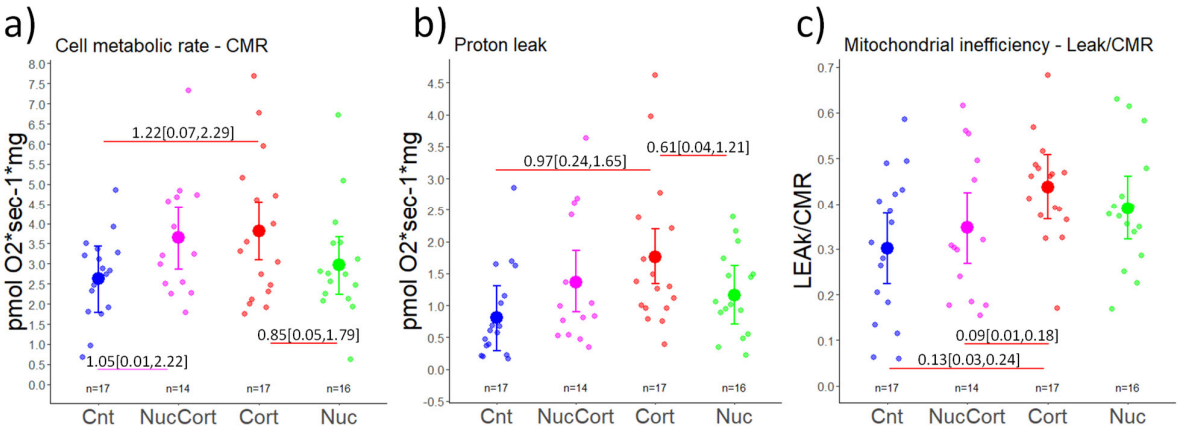 a)
Cell metabolic rate - CMR
pmol O2*sec-1*mg
8.0
7.5
7.0
6.5
6.0
5.5
5.0
4.5
4.0
3.5
3.0
2.5
2.0
1.5
1.0
0.5
0.0
1.22[0.07,2.29]
0.85[0.05,1.79]
1.05[0.01,2.22]
n=17 n=14 n=17 n=16
Cnt NucCort Cort Nuc
b)
Proton leak
pmol O2*sec-1*mg
4.5
4.0
3.5
3.0
2.5
2.0
1.5
1.0
0.5
0.0
-0.5
0.61[0.04,1.21]
0.97[0.24,1.65]
n=17 n=14 n=17 n=16
Cnt NucCort Cort Nuc
c)
Mitochondrial inefficiency - Leak/CMR
LEAk/CMR
0.7
0.6
0.5
0.4
0.3
0.2
0.1
0.0
0.09[0.01,0.18]
0.13[0.03,0.24]
n=17 n=14 n=17 n=16
Cnt NucCort Cort Nuc